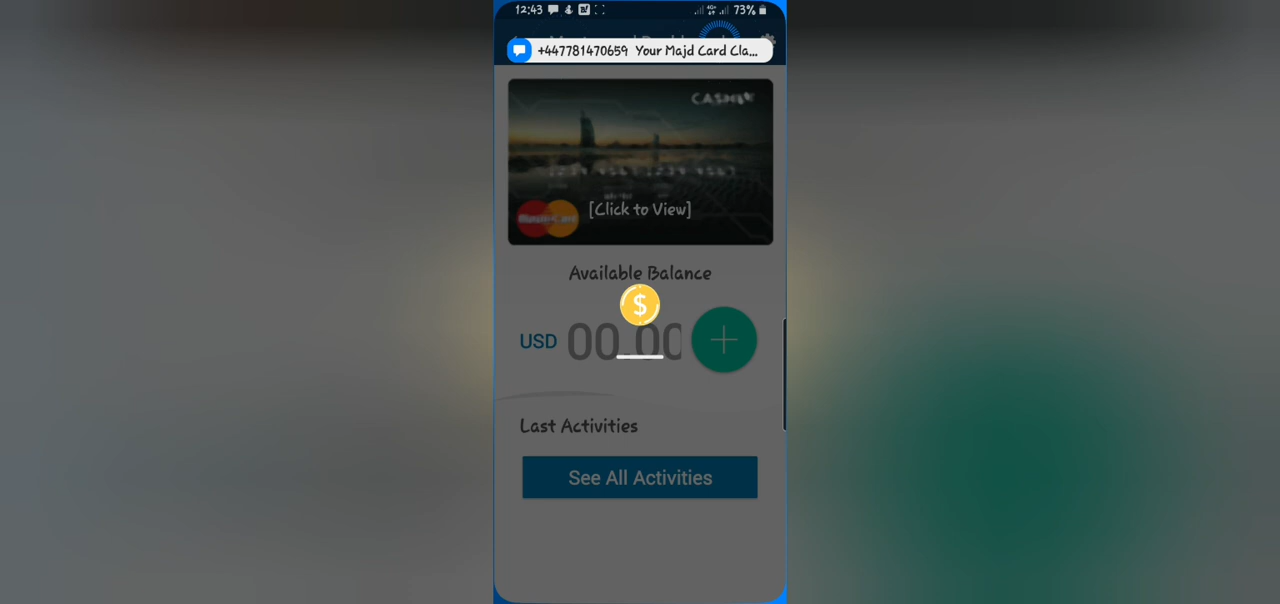 12:43
73%
+447781470659 Your Majd Card Cla...
CASHLY
[Click to View]
Available Balance
USD 00.00
$
Last Activities
See All Activities